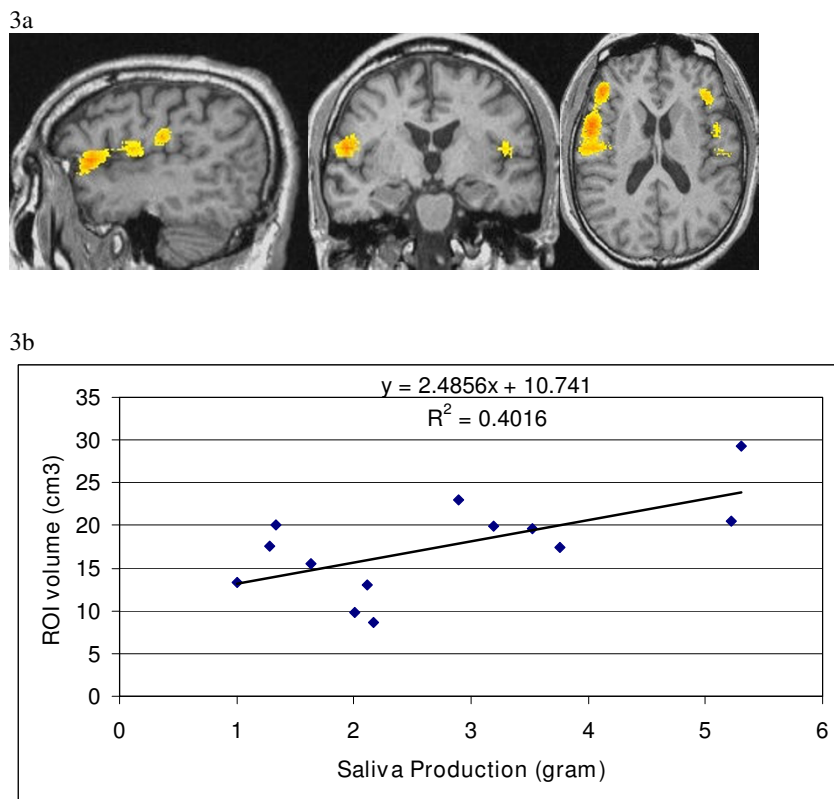 3a
3b
y = 2.4856x + 10.741
R² = 0.4016
35
30
25
20
15
10
5
0
ROI volume (cm3)
0 1 2 3 4 5 6
Saliva Production (gram)